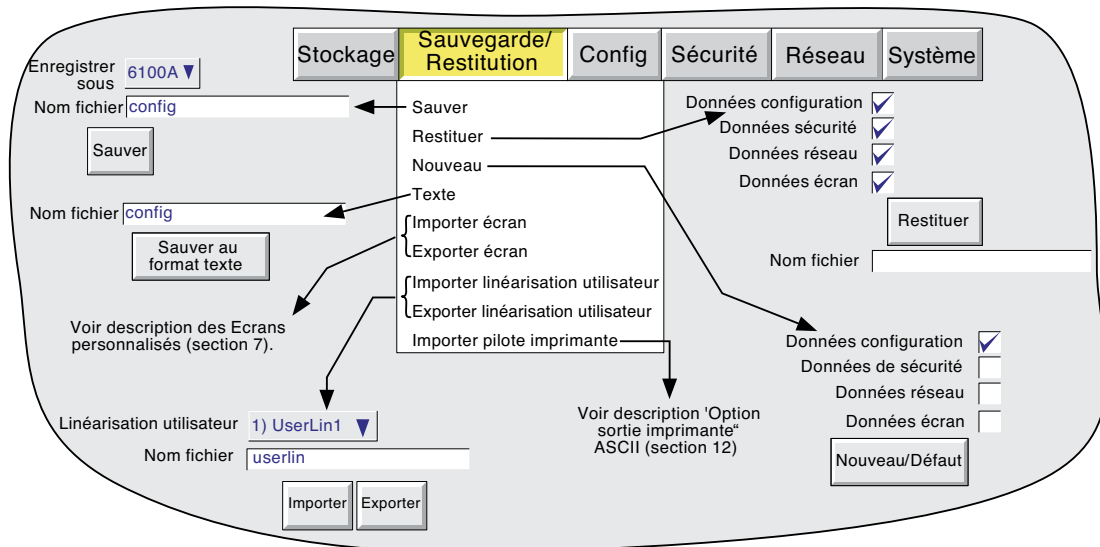 Stockage
Sauvegarde/
Restitution
Config
Sécurité
Réseau
Système
Enregistrer
sous
6100A
Nom fichier
config
Sauver
Nom fichier
config
Sauver au
format texte
Voir description des Ecrans
personnalisés (section 7).
Linéarisation utilisateur
1) UserLin1
Nom fichier
userlin
Importer
Exporter
Sauver
Restituer
Nouveau
Texte
Importer écran
Exporter écran
Importer linéarisation utilisateur
Exporter linéarisation utilisateur
Importer pilote imprimante
Voir description 'Option
sortie imprimante“
ASCII (section 12)
Données configuration
Données sécurité
Données réseau
Données écran
Restituer
Nom fichier
Données configuration
Données de sécurité
Données réseau
Données écran
Nouveau/Défaut